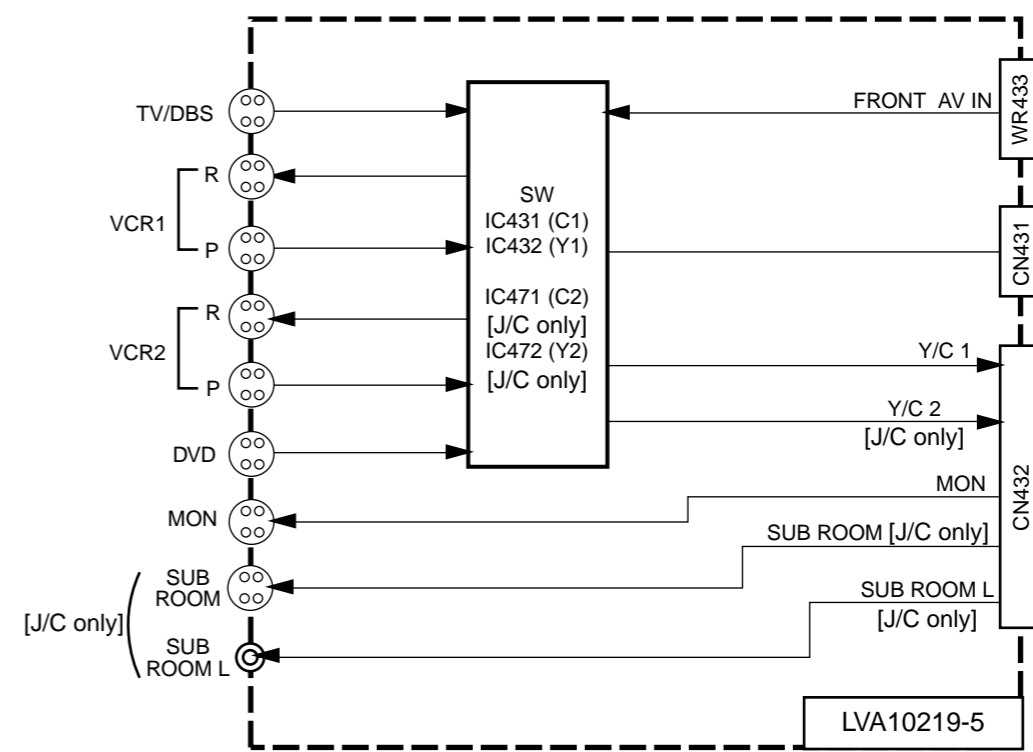 TV/DBS
R
VCR1
P
R
VCR2
P
DVD
MON
SUB
ROOM
[J/C only]
SUB
ROOM L
SW
IC431 (C1)
IC432 (Y1)
IC471 (C2)
[J/C only]
IC472 (Y2)
[J/C only]
FRONT AV IN
WR433
CN431
Y/C 1
Y/C 2
[J/C only]
MON
SUB ROOM [J/C only]
SUB ROOM L
[J/C only]
CN432
LVA10219-5